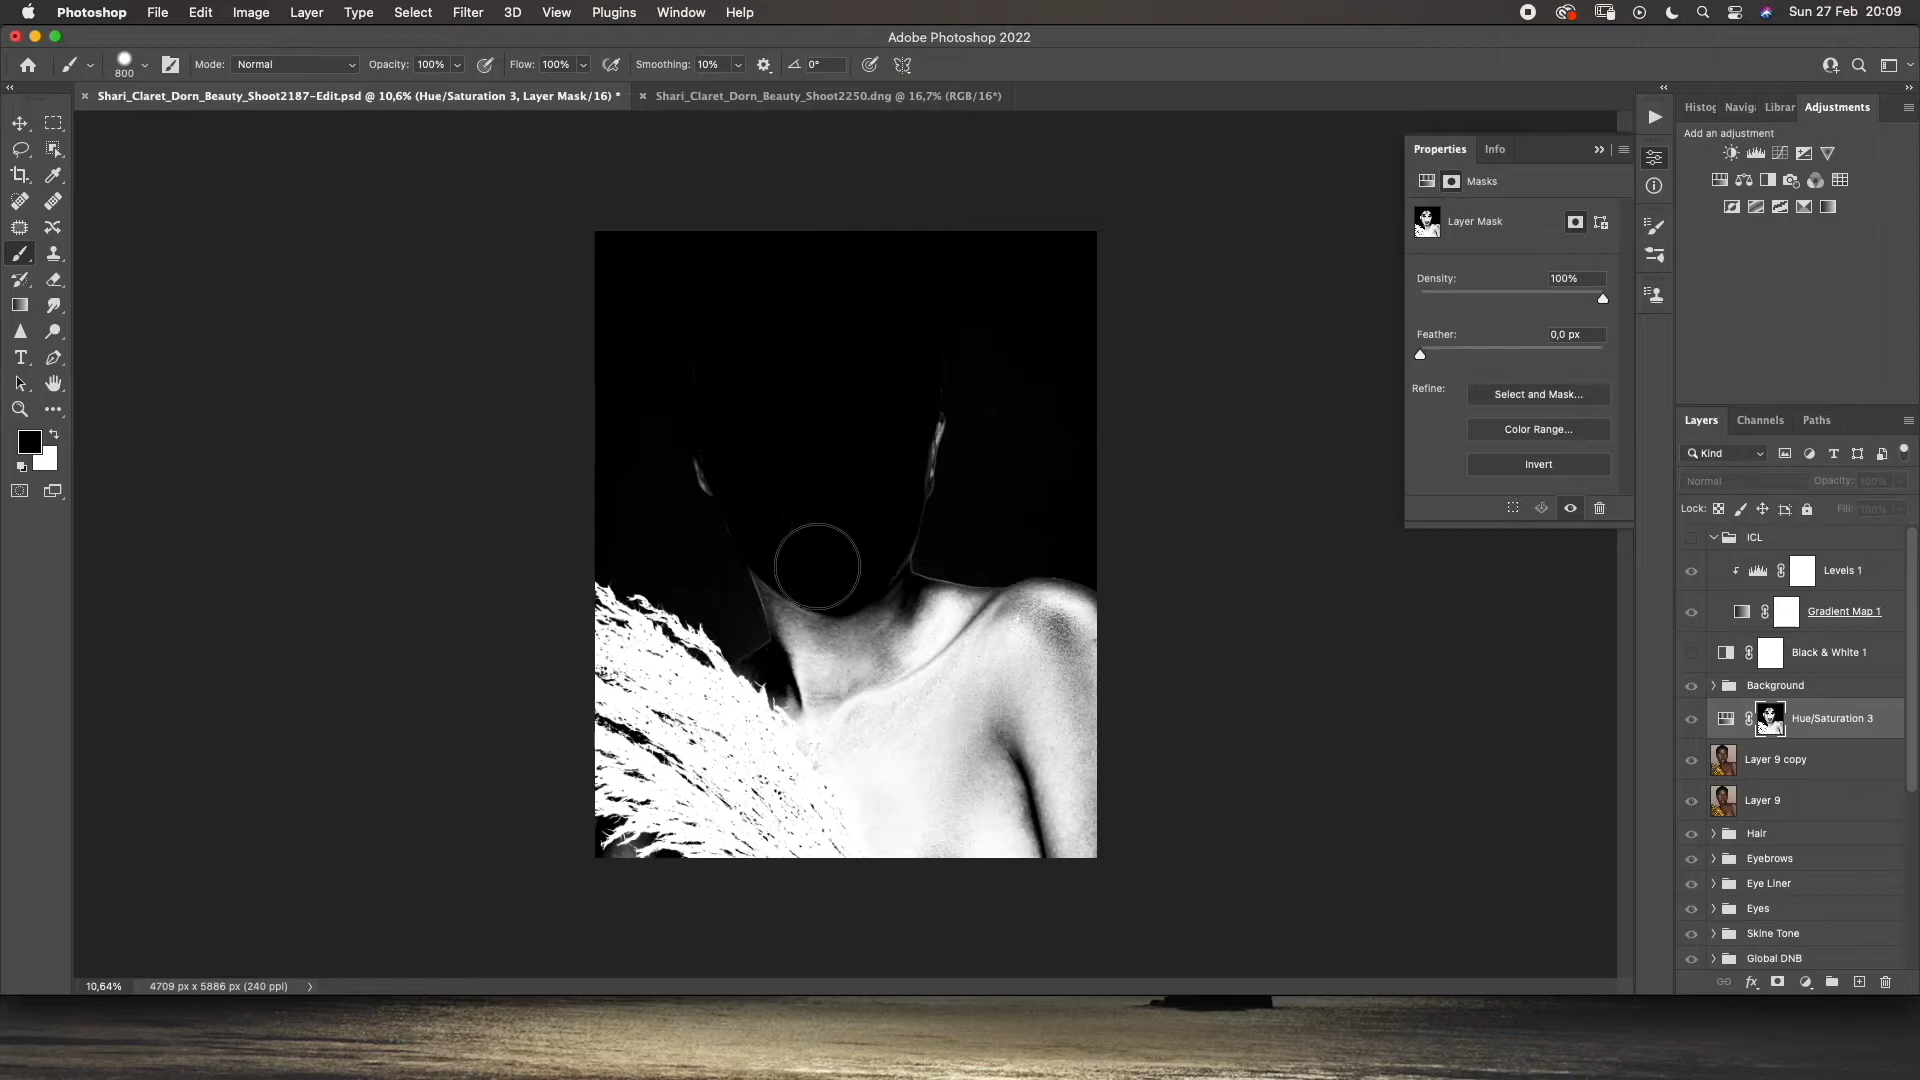 Photoshop File Edit Image Layer Type Select Filter 3D View Plugins Window Help Sun 27 Feb 20:09
Adobe Photoshop 2022
800 Mode: Normal Opacity: 100% Flow: 100% Smoothing: 10% 0°
Shari_Claret_Dorn_Beauty_Shoot2187-Edit.psd @ 10,6% (Hue/Saturation 3, Layer Mask/16) * Shari_Claret_Dorn_Beauty_Shoot2250.dng @ 16,7% (RGB/16*)
Histog Naviga Librar Adjustments
Add an adjustment
Properties Info
Masks
Layer Mask
Density: 100%
Feather: 0,0 px
Refine: Select and Mask...
Color Range...
Invert
Layers Channels Paths
Kind
Normal Opacity: 100%
Lock: Fill: 100%
ICL
Levels 1
Gradient Map 1
Black & White 1
Background
Hue/Saturation 3
Layer 9 copy
Layer 9
Hair
Eyebrows
Eye Liner
Eyes
Skine Tone
Global DNB
10,64% 4709 px x 5886 px (240 ppi)